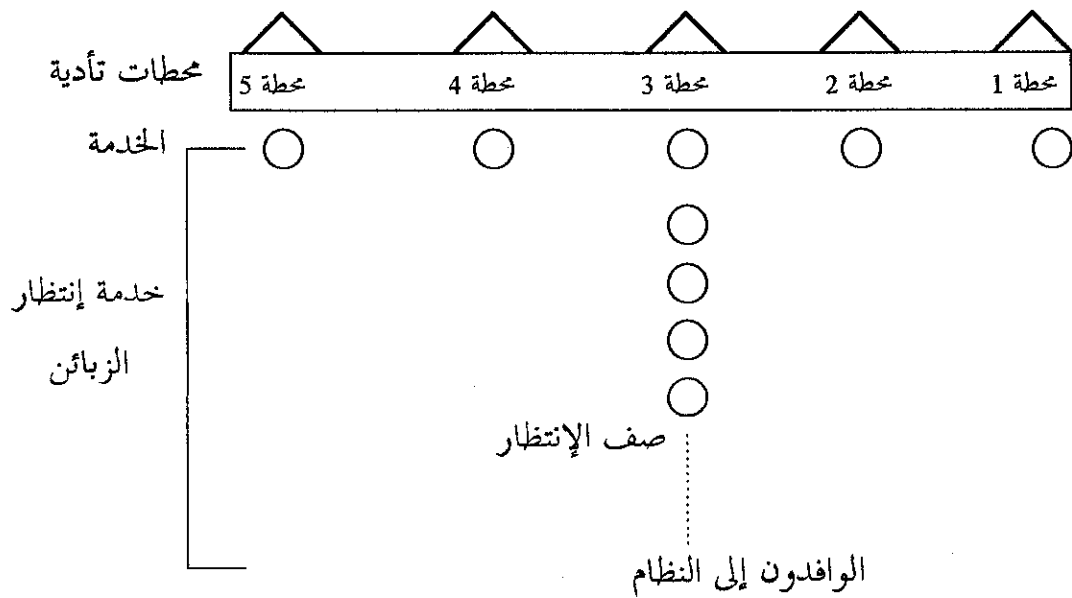 محطات تأدية
محطة 1 محطة 2 محطة 3 محطة 4 محطة 5
الخدمة
خدمة إنتظار
الزبائن
صف الإنتظار
الوافدون إلى النظام